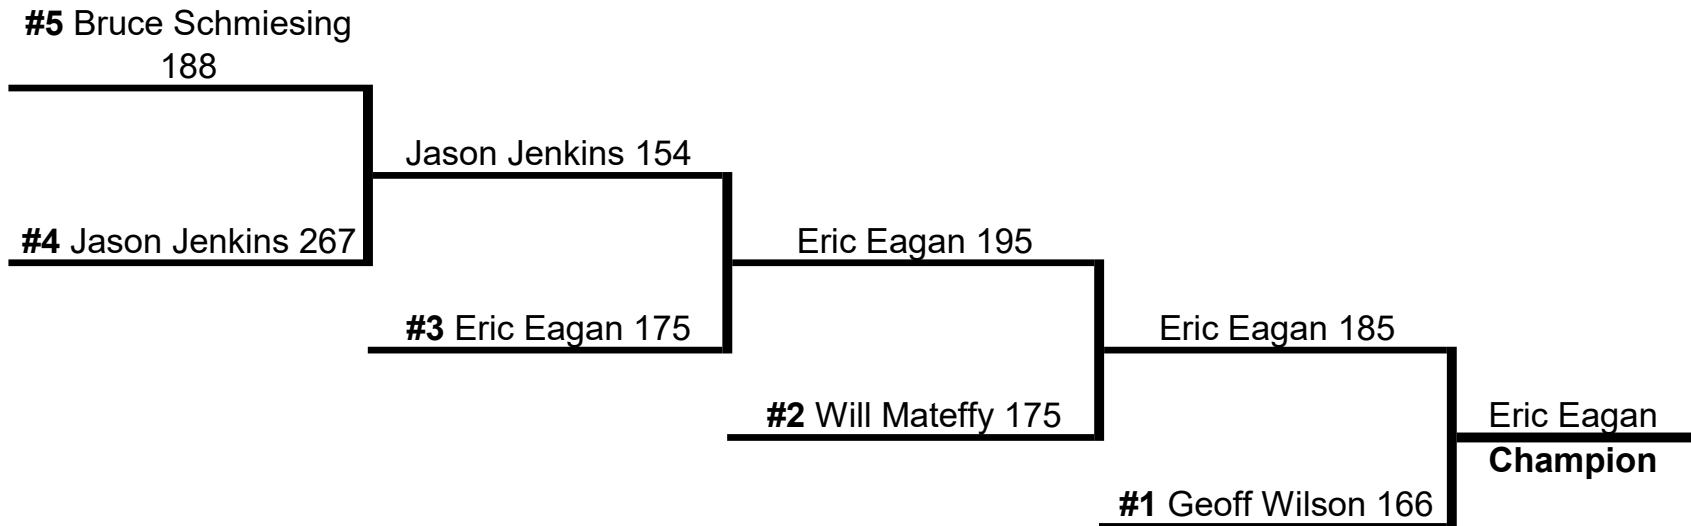 #5 Bruce Schmiesing
188
Jason Jenkins 154
#4 Jason Jenkins 267
Eric Eagan 195
#3 Eric Eagan 175
Eric Eagan 185
#2 Will Mateffy 175
Eric Eagan
Champion
#1 Geoff Wilson 166